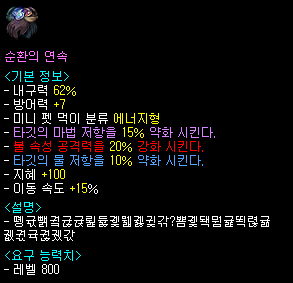 순환의 연속
<기본 정보>
- 내구력 62%
- 방어력 +7
- 미니 펫 먹이 분류 에너지형
- 타깃의 마법 저항을 15% 약화 시킨다.
- 불 속성 공격력을 20% 강화 시킨다.
- 타깃의 물 저항을 10% 약화 시킨다.
- 지혜 +100
- 이동 속도 +15%
<설명>
<요구 능력치>
- 레벨 800